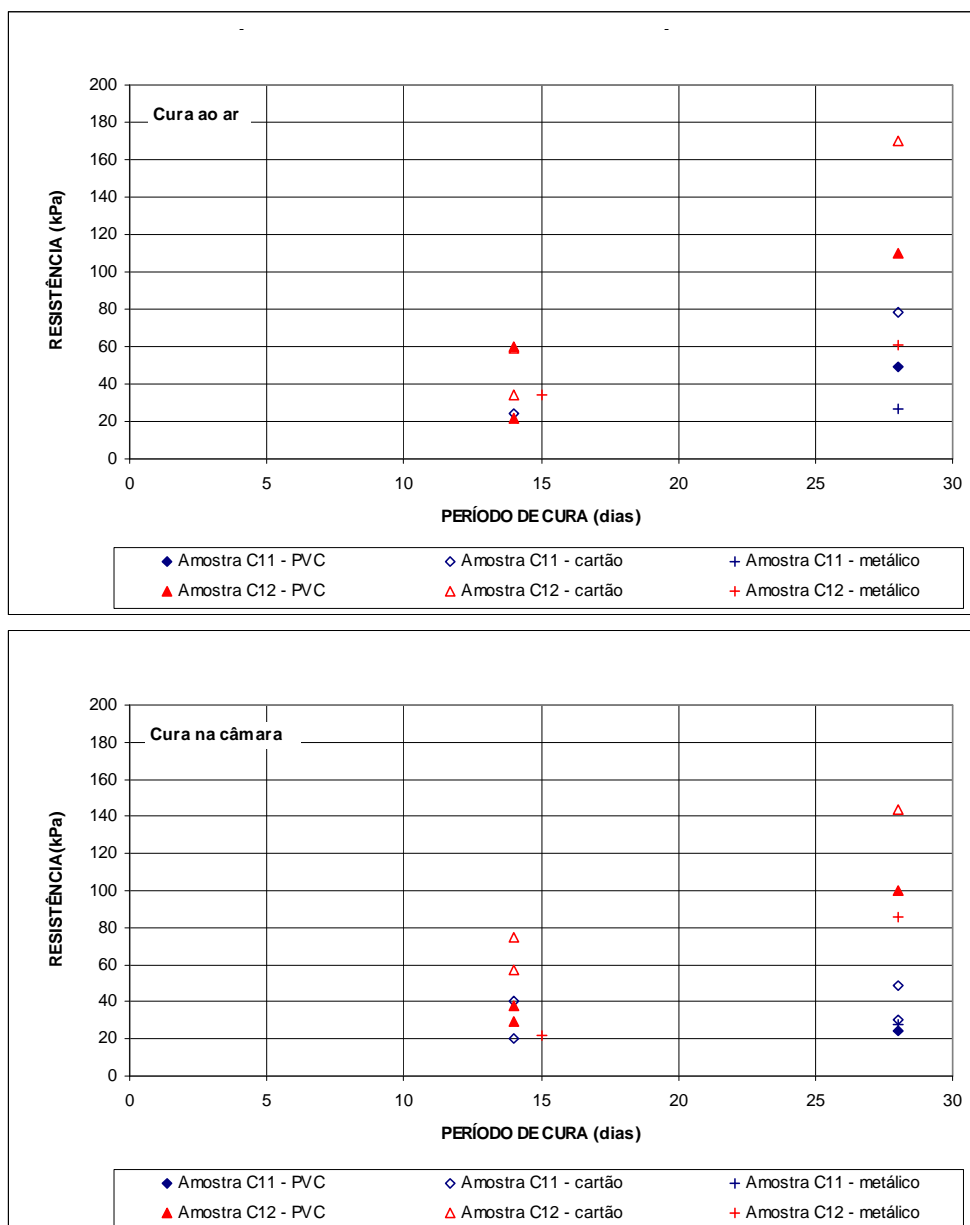 200
180
Cura ao ar
160
140
120
100
80
60
40
20
0
RESISTÊNCIA (kPa)
0 5 10 15 20 25 30
PERÍODO DE CURA (dias)
Amostra C11 - PVC Amostra C11 - cartão Amostra C11 - metálico
Amostra C12 - PVC Amostra C12 - cartão Amostra C12 - metálico
200
180
Cura na câmara
160
140
120
100
80
60
40
20
0
RESISTÊNCIA(kPa)
0 5 10 15 20 25 30
PERÍODO DE CURA (dias)
Amostra C11 - PVC Amostra C11 - cartão Amostra C11 - metálico
Amostra C12 - PVC Amostra C12 - cartão Amostra C12 - metálico